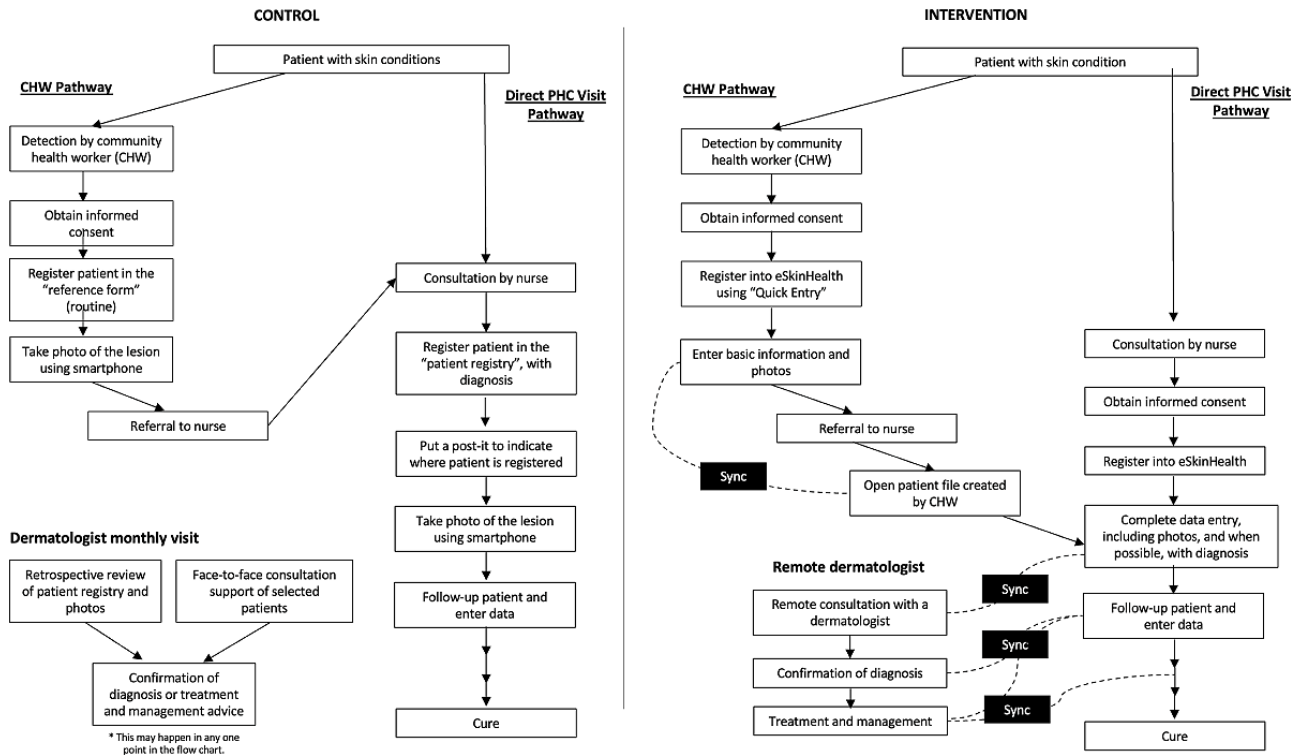 CONTROL
Patient with skin conditions
CHW Pathway
Direct PHC Visit
Pathway
Detection by community
health worker (CHW)
Obtain informed
consent
Register patient in the
“reference form”
(routine)
Take photo of the lesion
using smartphone
Referral to nurse
Consultation by nurse
Register patient in the
“patient registry”, with
diagnosis
Put a post-it to indicate
where patient is registered
Take photo of the lesion
using smartphone
Follow-up patient and
enter data
Cure
Dermatologist monthly visit
Retrospective review
of patient registry and
photos
Face-to-face consultation
support of selected
patients
Confirmation of
diagnosis or treatment
and management advice
* This may happen in any one
point in the flow chart.
INTERVENTION
Patient with skin condition
CHW Pathway
Direct PHC Visit
Pathway
Detection by community
health worker (CHW)
Obtain informed consent
Register into eSkinHealth
using “Quick Entry”
Enter basic information and
photos
Referral to nurse
Sync
Open patient file created
by CHW
Consultation by nurse
Obtain informed consent
Register into eSkinHealth
Complete data entry,
including photos, and when
possible, with diagnosis
Follow-up patient and
enter data
Cure
Remote dermatologist
Remote consultation with a
dermatologist
Confirmation of diagnosis
Treatment and management
Sync
Sync
Sync